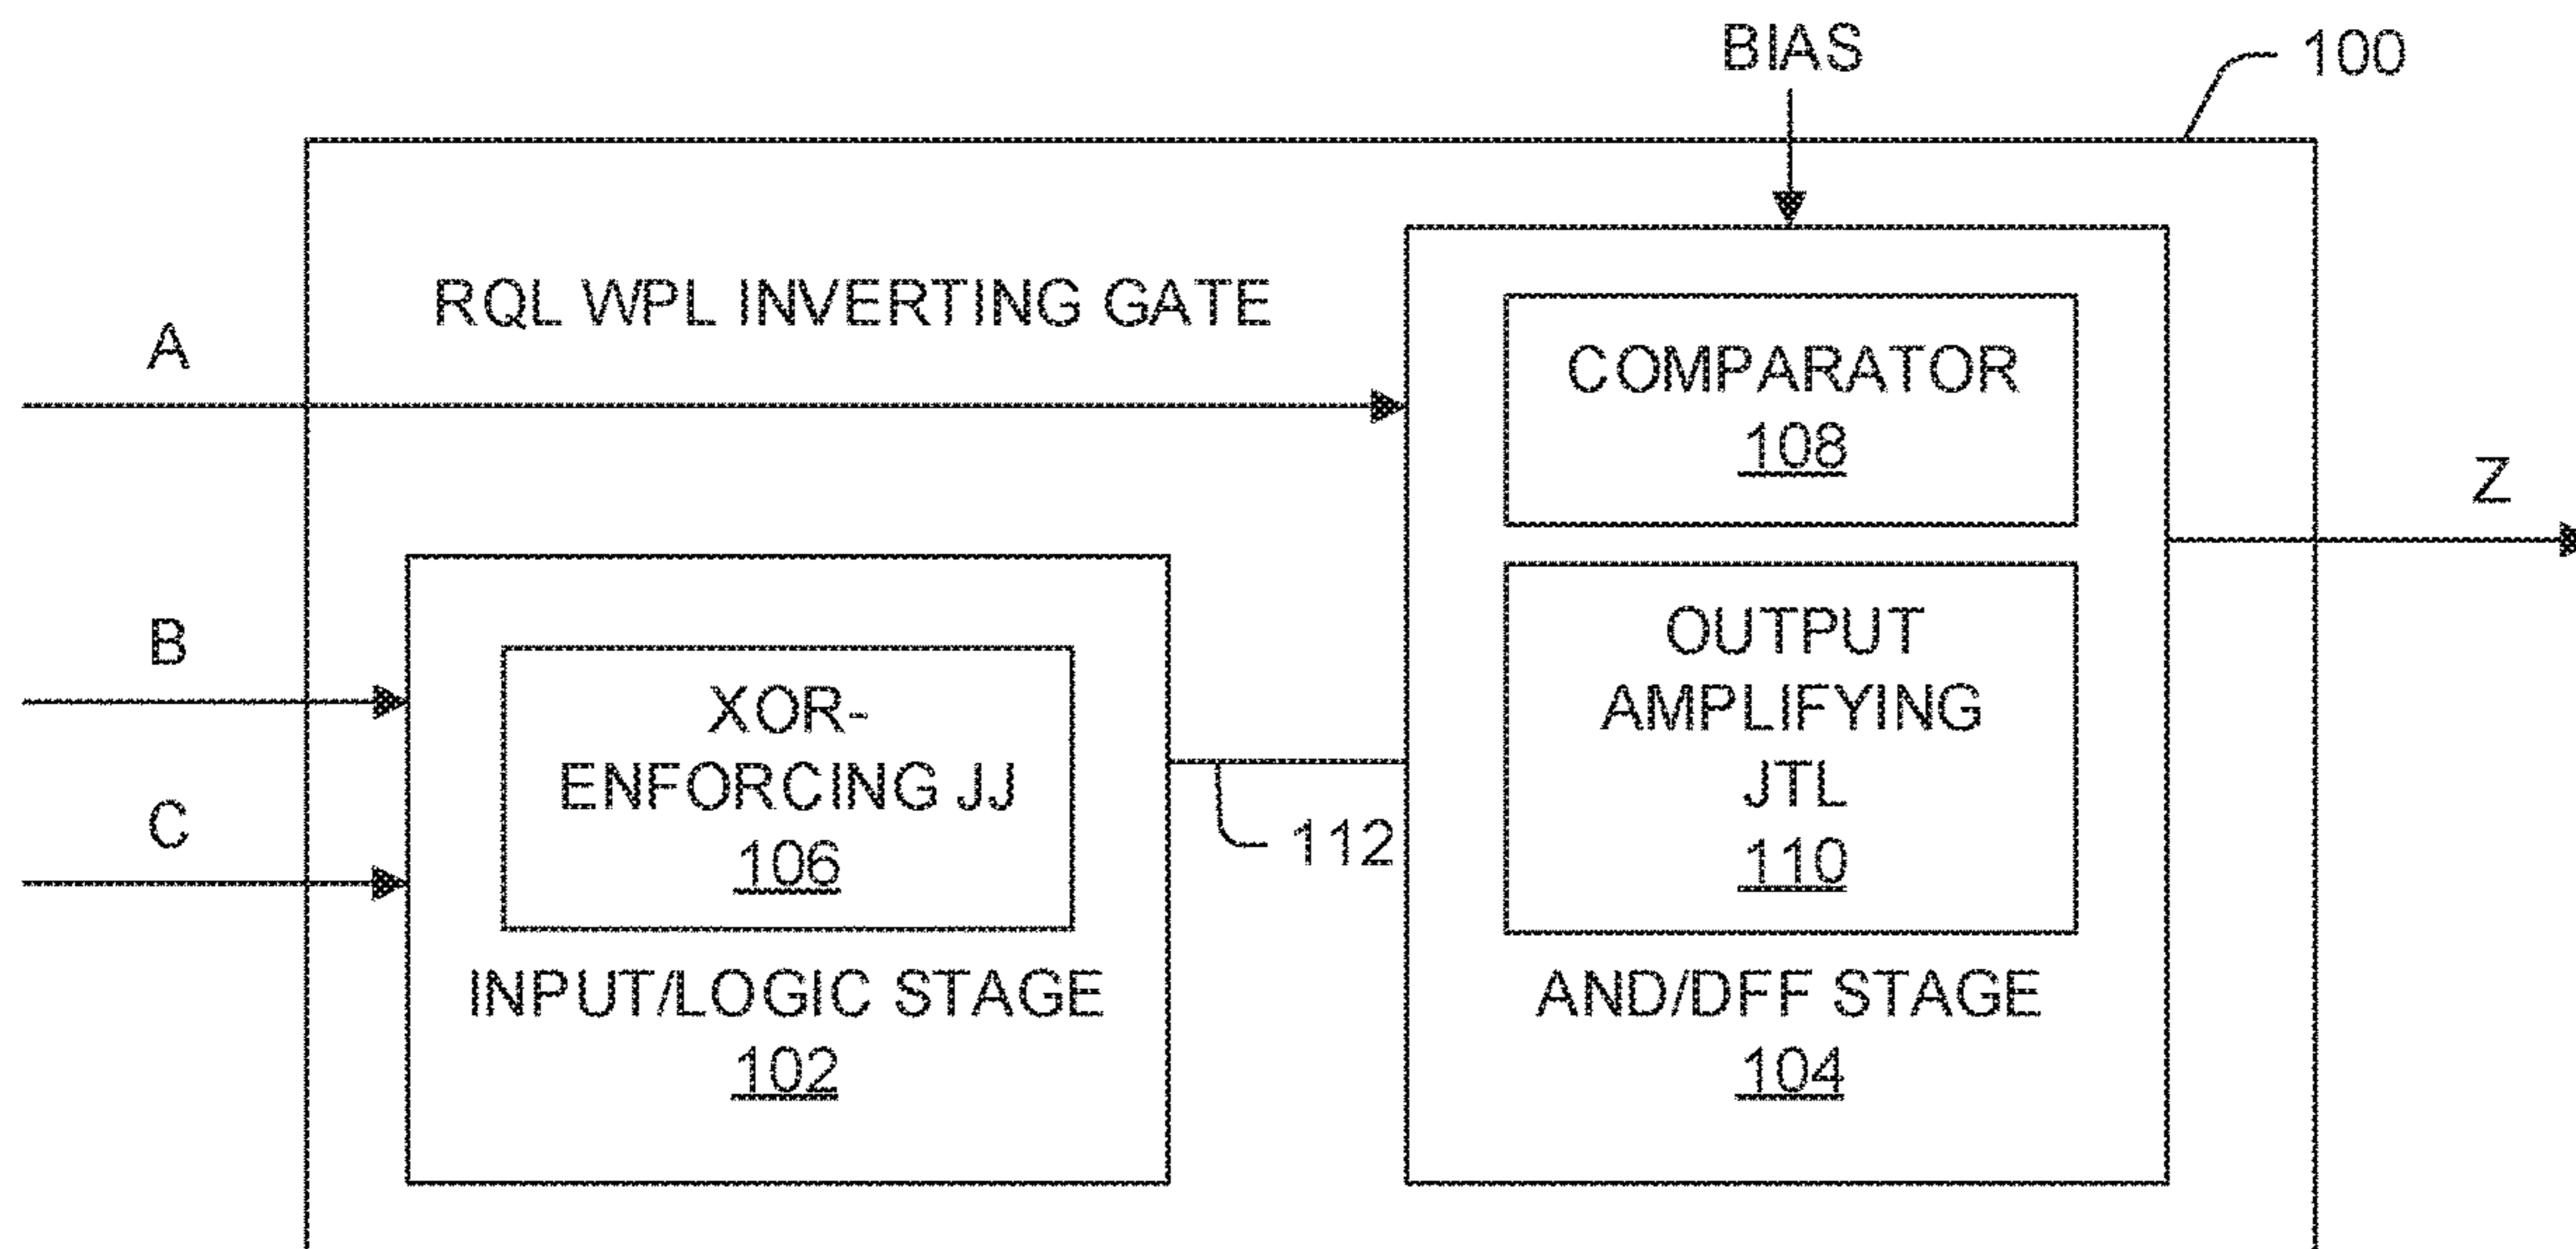 BIAS
100
RQL WPL INVERTING GATE
A
COMPARATOR
108
Z
B
C
XOR-
ENFORCING JJ
106
INPUT/LOGIC STAGE
102
112
OUTPUT
AMPLIFYING
JTL
110
AND/DFF STAGE
104